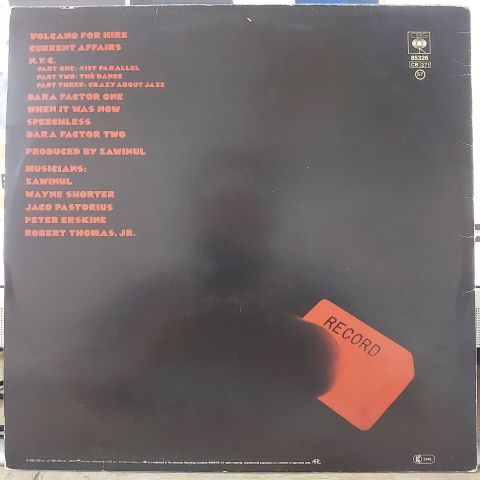 VOLCANO FOR HIRE
CURRENT AFFAIRS
N.Y.C.
PART ONE: 41ST PARALLEL
PART TWO: THE DANCE
PART THREE: CRAZY ABOUT JAZZ
DARA FACTOR ONE
WHEN IT WAS NOW
SPEECHLESS
DARA FACTOR TWO
PRODUCED BY ZAWINUL
MUSICIANS:
ZAWINUL
WAYNE SHORTER
JACO PASTORIUS
PETER ERSKINE
ROBERT THOMAS, JR.
CBS
85326
CB 271
RECORD